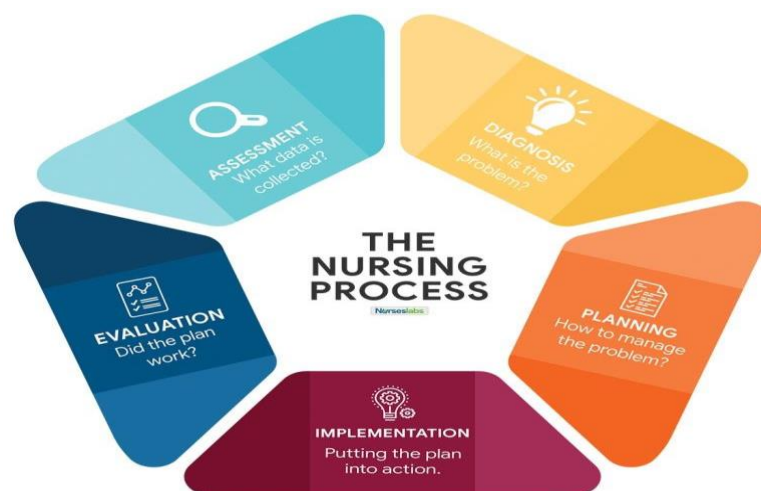 THE
NURSING
PROCESS
Nurseslabs
ASSESSMENT
What data is
collected?
DIAGNOSIS
What is the
problem?
PLANNING
How to manage
the problem?
IMPLEMENTATION
Putting the plan
into action.
EVALUATION
Did the plan
work?